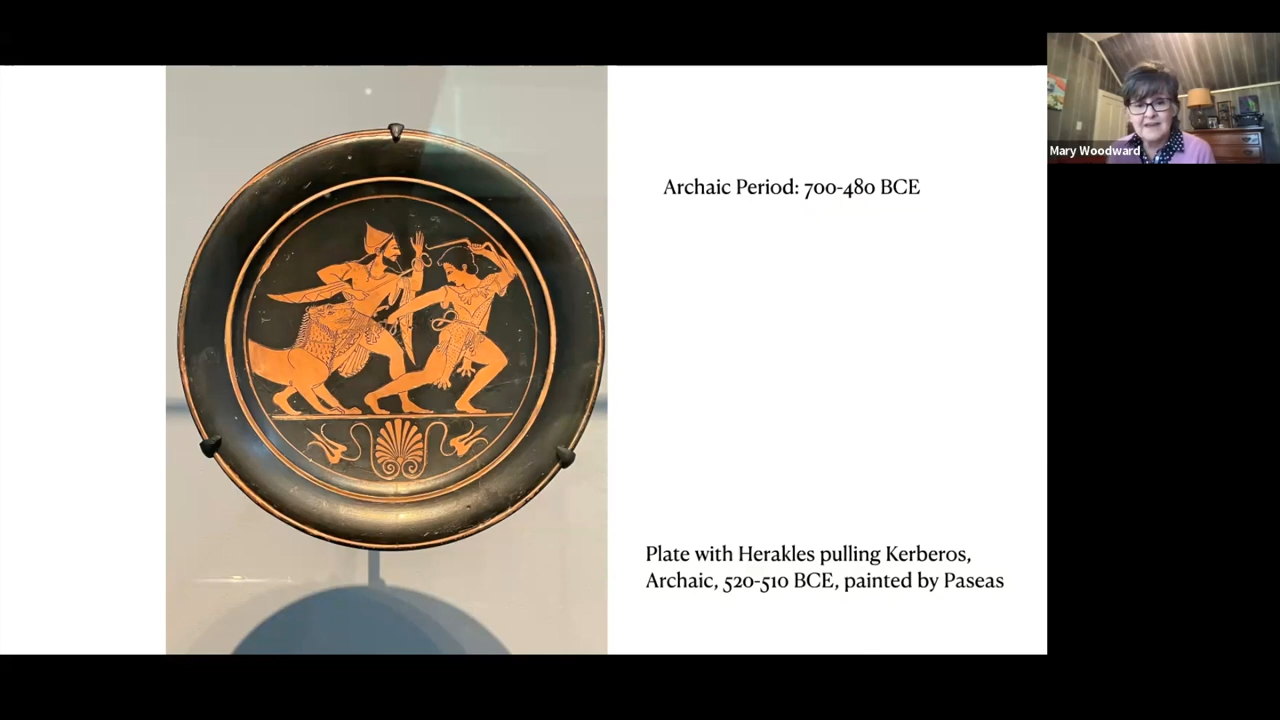 Archaic Period: 700-480 BCE
Mary Woodward
Plate with Herakles pulling Kerberos,
Archaic, 520-510 BCE, painted by Paseas